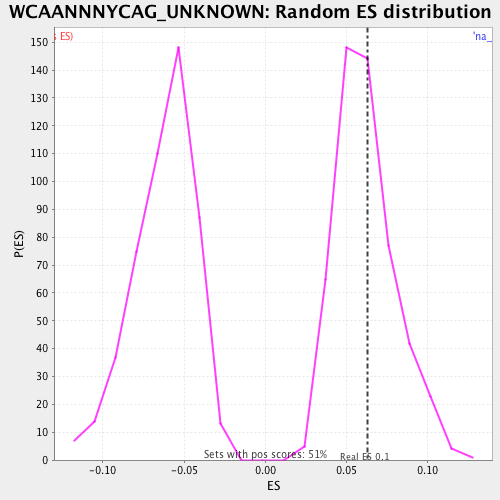 WCAANNNYCAG_UNKNOWN: Random ES distribution
ES)
'na_
150
140
130
120
110
100
90
80
70
60
50
40
30
20
10
0
P(ES)
Sets with pos scores: 51%
Real ES 0.1
-0.10 -0.05 0.00 0.05 0.10
ES